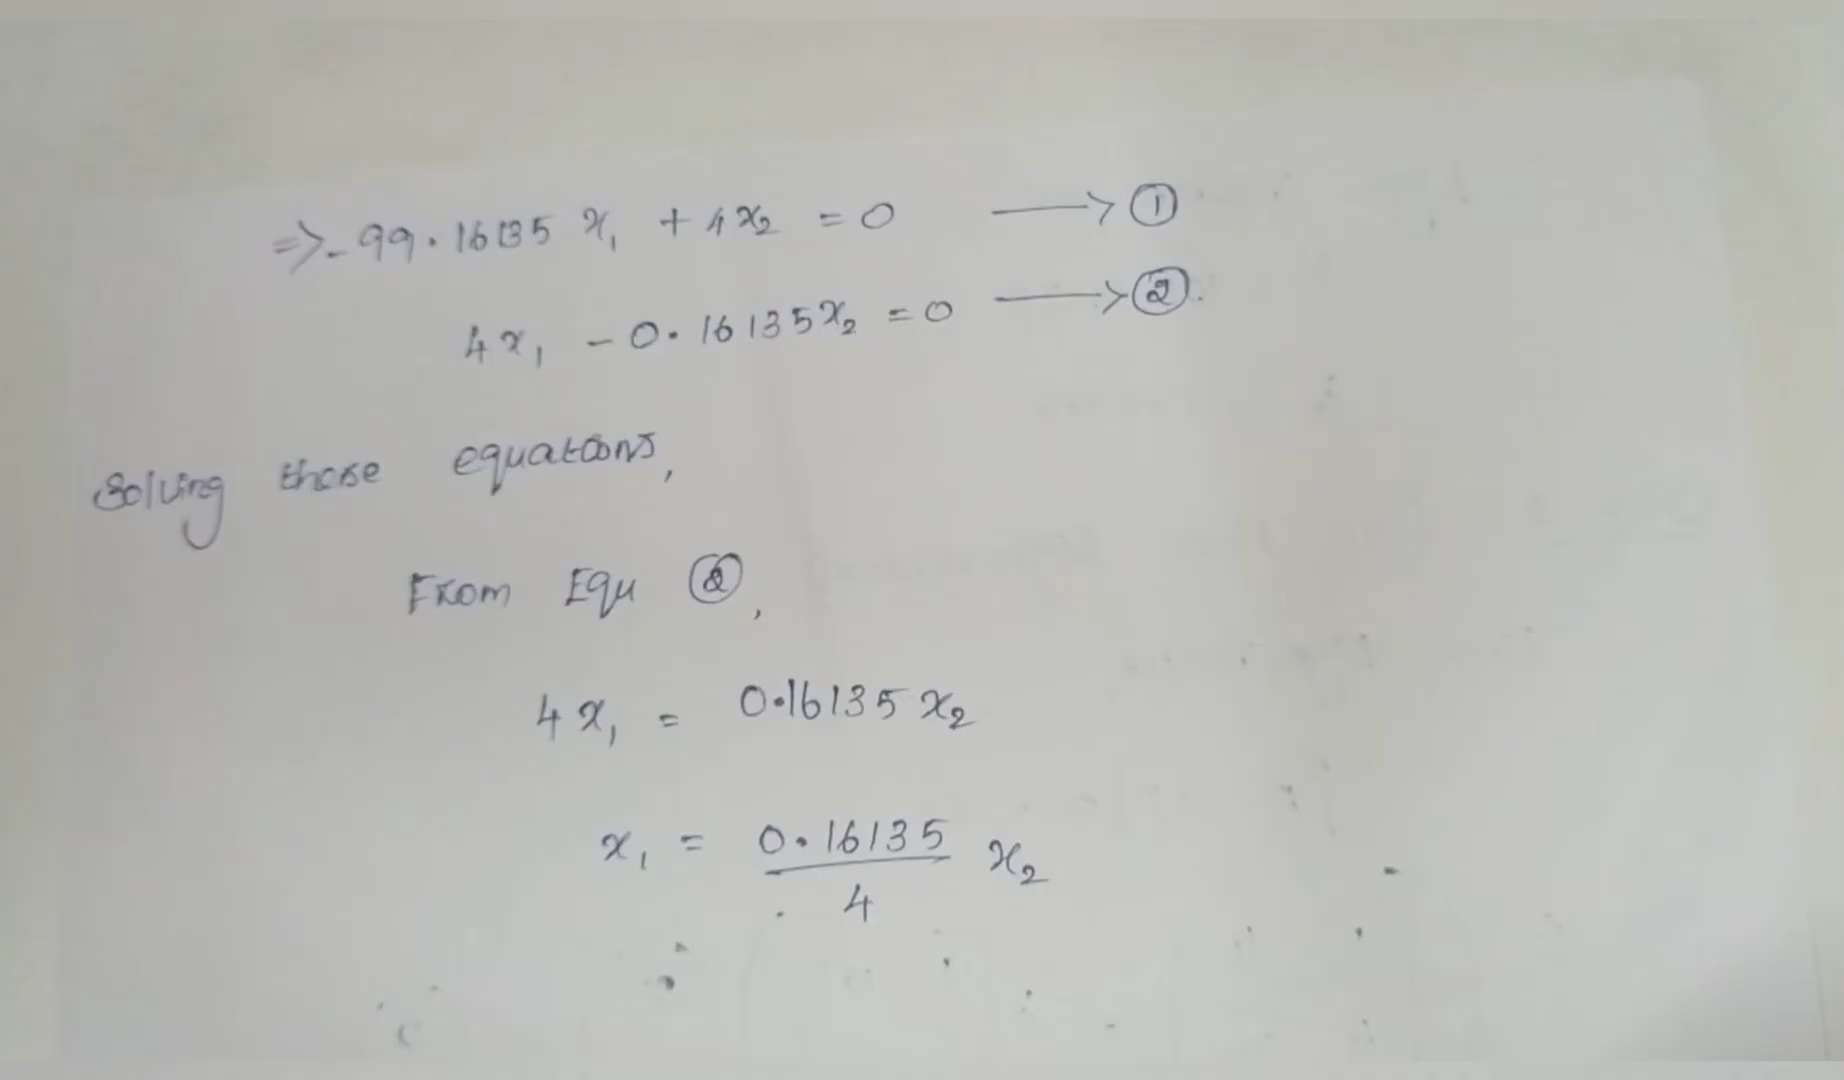 ⇒ -99.16135 x₁ + 4x₂ = 0 ⟶ ①
4x₁ - 0.16135x₂ = 0 ⟶ ②.
Solving these equations,
From Equ ②,
4x₁ = 0.16135 x₂
x₁ = 0.16135/4 x₂